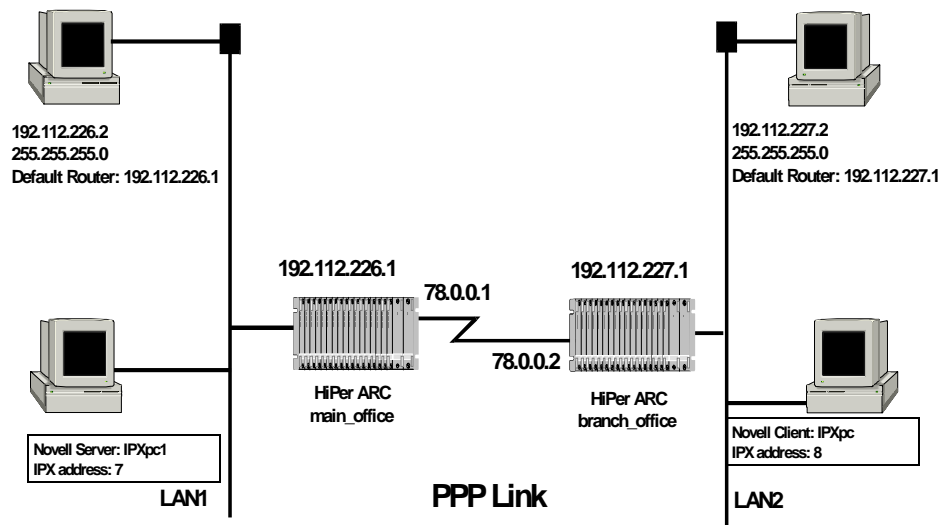 192.112.226.2
255.255.255.0
Default Router: 192.112.226.1
192.112.227.2
255.255.255.0
Default Router: 192.112.227.1
192.112.226.1
78.0.0.1
192.112.227.1
78.0.0.2
HiPer ARC
main_office
HiPer ARC
branch_office
Novell Server: IPXpc1
IPX address: 7
Novell Client: IPXpc
IPX address: 8
LAN1
PPP Link
LAN2